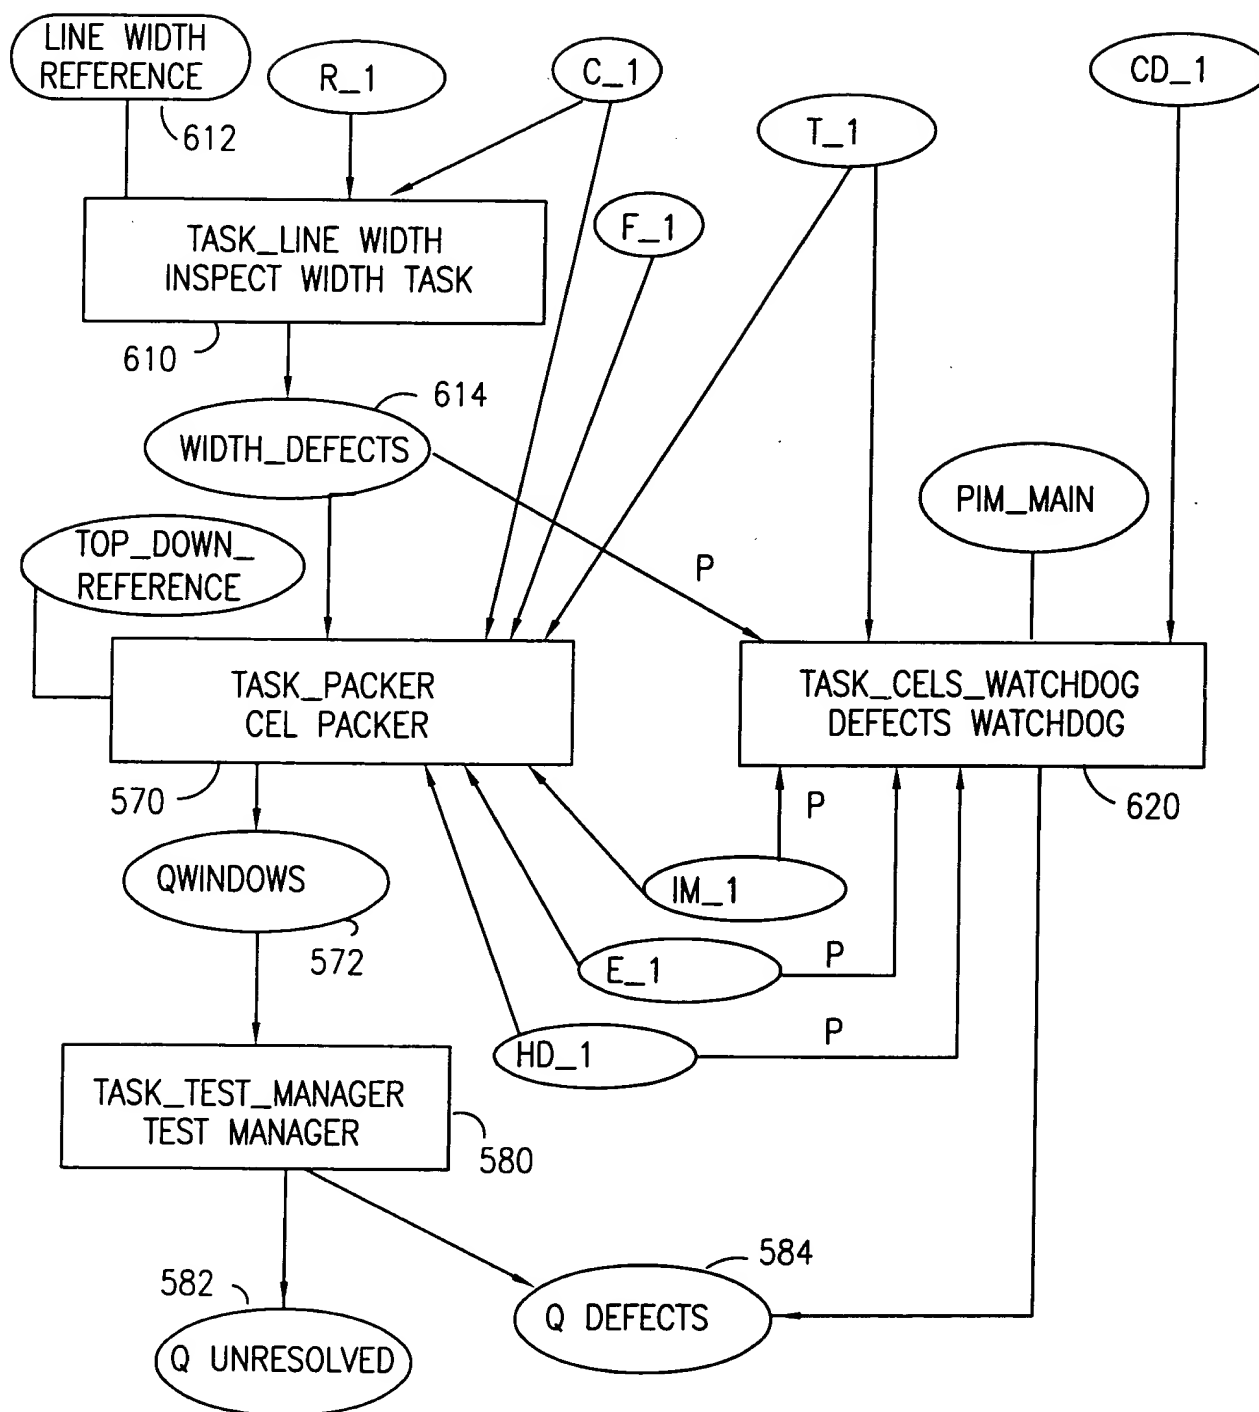 LINE WIDTH
REFERENCE
612
R_1
C_1
T_1
CD_1
F_1
TASK_LINE WIDTH
INSPECT WIDTH TASK
610
614
WIDTH_DEFECTS
PIM_MAIN
TOP_DOWN_
REFERENCE
P
TASK_PACKER
CEL PACKER
570
TASK_CELS_WATCHDOG
DEFECTS WATCHDOG
620
P
QWINDOWS
572
IM_1
E_1
P
HD_1
P
TASK_TEST_MANAGER
TEST MANAGER
580
582
Q UNRESOLVED
584
Q DEFECTS